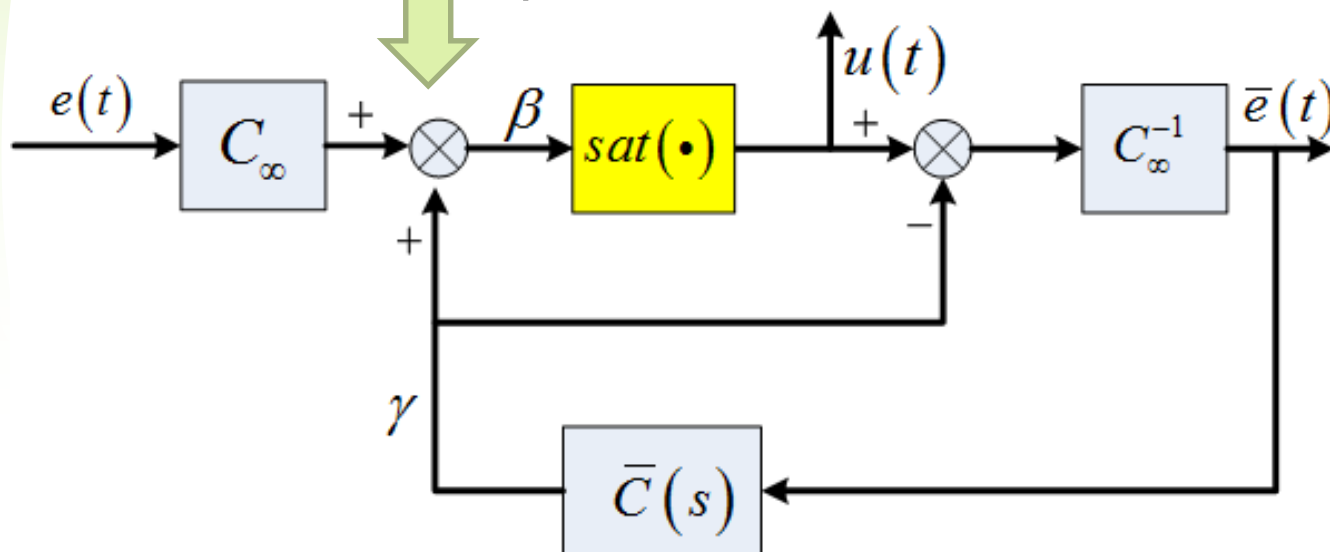 e(t)
C∞
+
+
β
sat(•)
u(t)
+
−
C∞⁻¹
e̅(t)
γ
C̅(s)